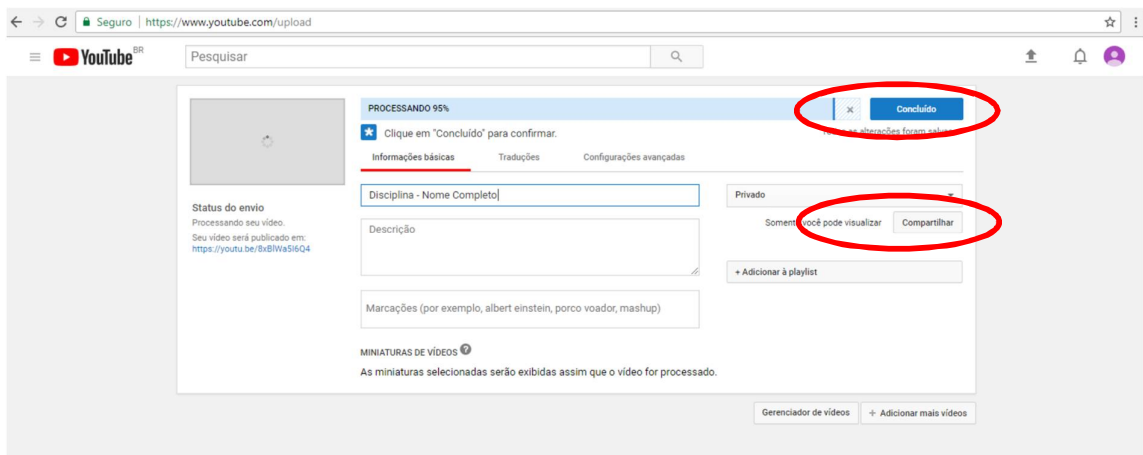 Seguro | https://www.youtube.com/upload
YouTube BR
Pesquisar
PROCESSANDO 95%
Concluído
Clique em "Concluído" para confirmar.
as alterações foram
Informações básicas Traduções Configurações avançadas
Disciplina - Nome Completo
Privado
Status do envio
Processando seu vídeo.
Seu vídeo será publicado em:
https://youtu.be/8xBlWa5l6Q4
Descrição
você pode visualizar
Compartilhar
+ Adicionar à playlist
Marcações (por exemplo, albert einstein, porco voador, mashup)
MINIATURAS DE VÍDEOS ?
As miniaturas selecionadas serão exibidas assim que o vídeo for processado.
Gerenciador de vídeos
+ Adicionar mais vídeos